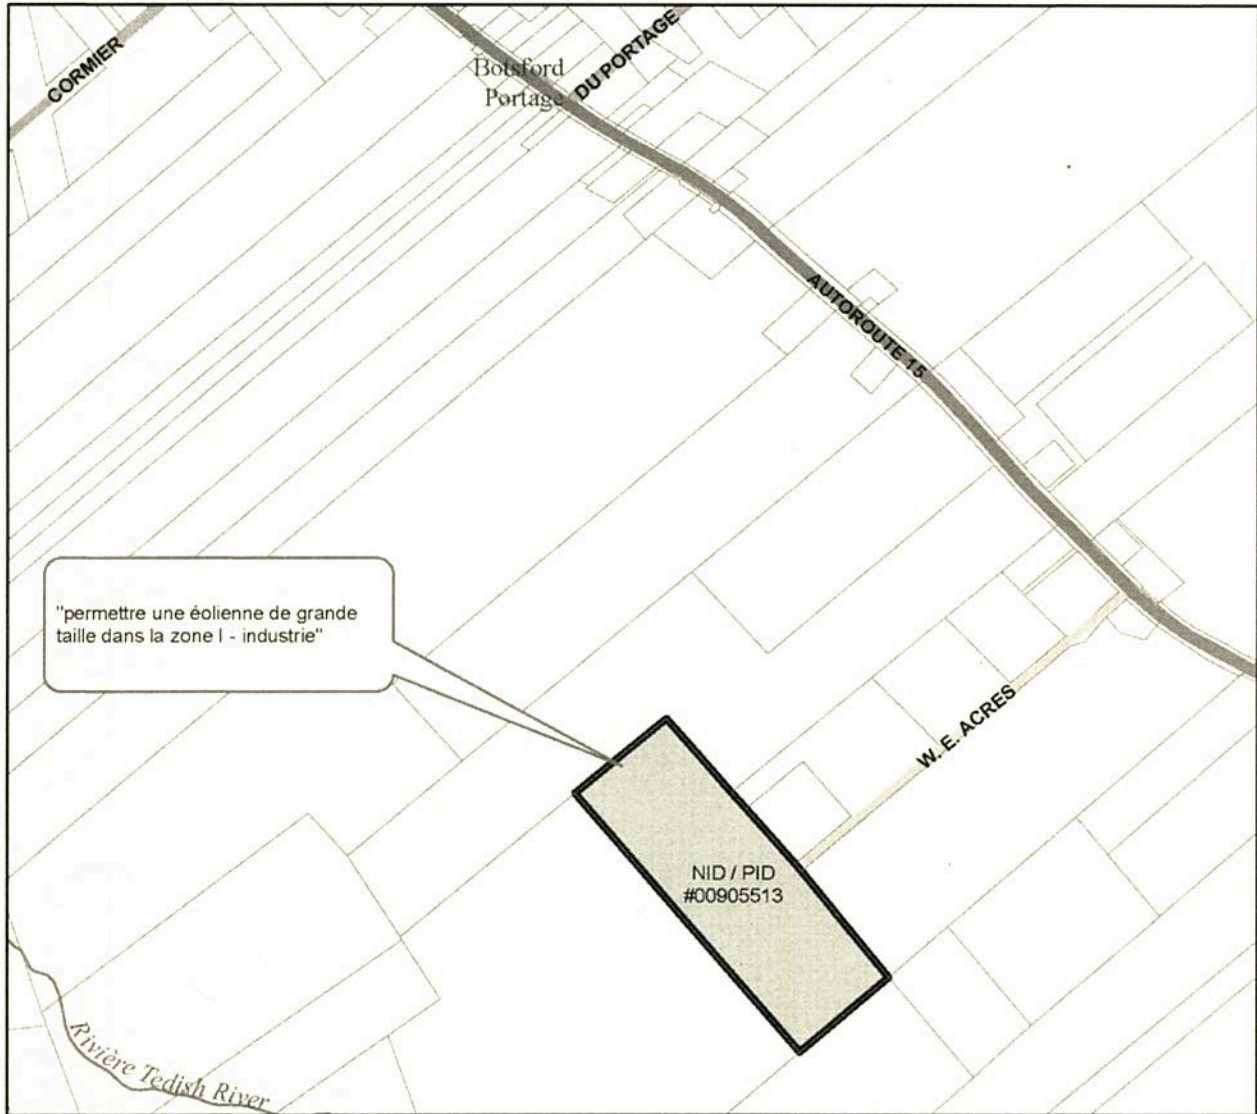 CORMIER
Botsford
Portage
DU PORTAGE
AUTOROUTE 15
"permettre une éolienne de grande
taille dans la zone I - industrie"
W. E. ACRES
NID / PID
#00905513
Rivière Tedish River